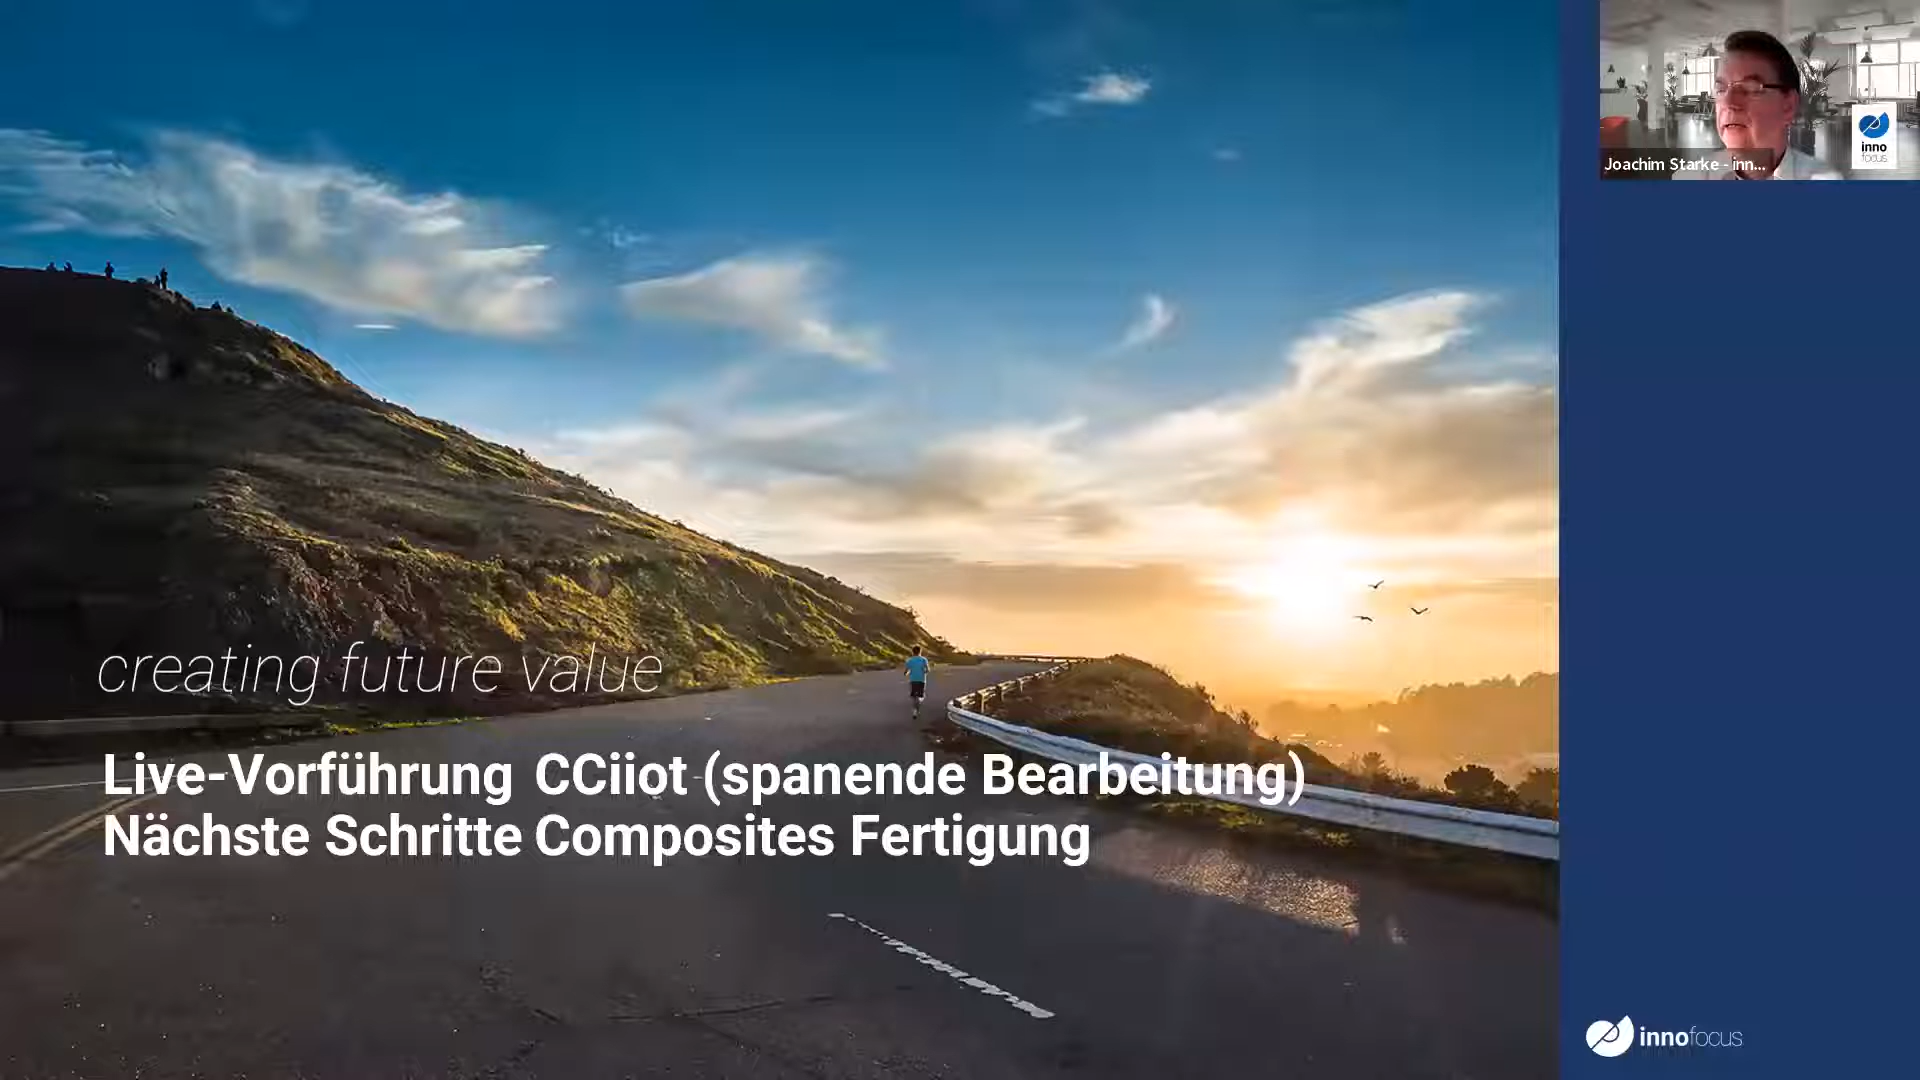 inno
focus
Joachim Starke - inn...
creating future value
Live-Vorführung CCiiot (spanende Bearbeitung)
Nächste Schritte Composites Fertigung
innofocus